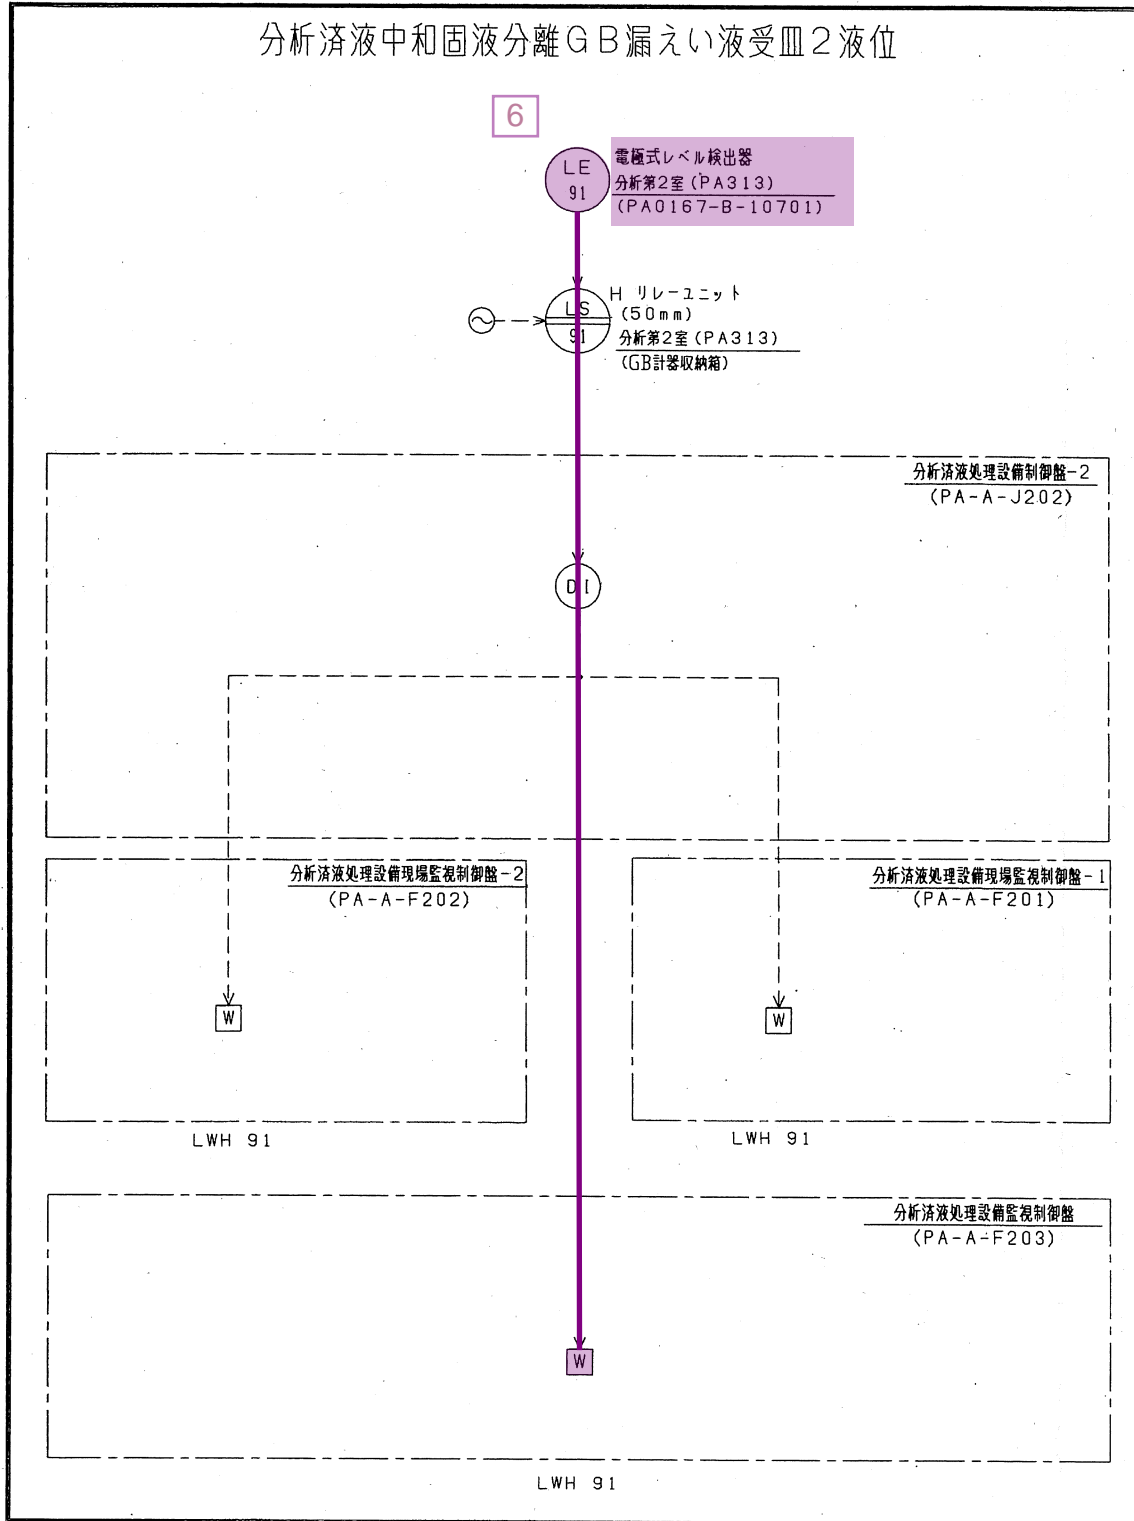 分析済液中和固液分離GB漏えい液受皿2液位
6
LE
91
電極式レベル検出器
分析第2室(PA313)
(PA0167-B-10701)
LS
91
H リレーユニット
(50mm)
分析第2室(PA313)
(GB計器収納箱)
分析済液処理設備制御盤-2
(PA-A-J202)
DI
分析済液処理設備現場監視制御盤-2
(PA-A-F202)
W
LWH 91
分析済液処理設備現場監視制御盤-1
(PA-A-F201)
W
LWH 91
分析済液処理設備監視制御盤
(PA-A-F203)
W
LWH 91